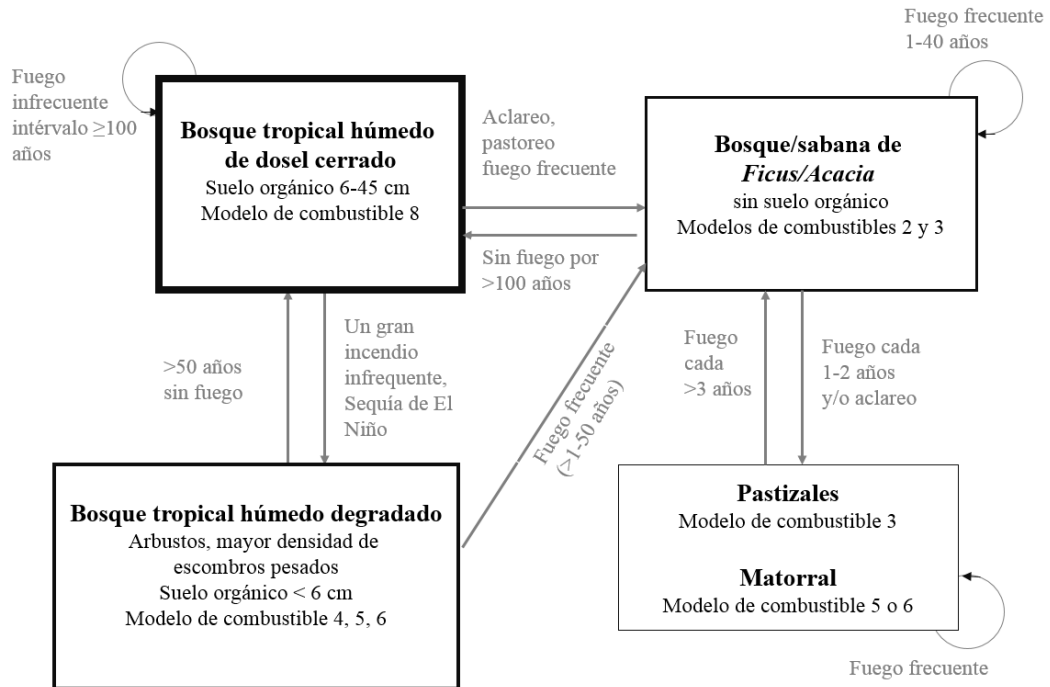 Fuego
infrecuente
intérvalo ≥100
años
Bosque tropical húmedo
de dosel cerrado
Suelo orgánico 6-45 cm
Modelo de combustible 8
Aclareo,
pastoreo
fuego frecuente
Sin fuego por
>100 años
Fuego frecuente
1-40 años
Bosque/sabana de
Ficus/Acacia
sin suelo orgánico
Modelos de combustibles 2 y 3
>50 años
sin fuego
Un gran
incendio
infrequente,
Sequía de El
Niño
Fuego frecuente
(>1-50 años)
Fuego
cada
>3 años
Fuego cada
1-2 años
y/o aclareo
Bosque tropical húmedo degradado
Arbustos, mayor densidad de
escombros pesados
Suelo orgánico < 6 cm
Modelo de combustible 4, 5, 6
Pastizales
Modelo de combustible 3
Matorral
Modelo de combustible 5 o 6
Fuego frecuente